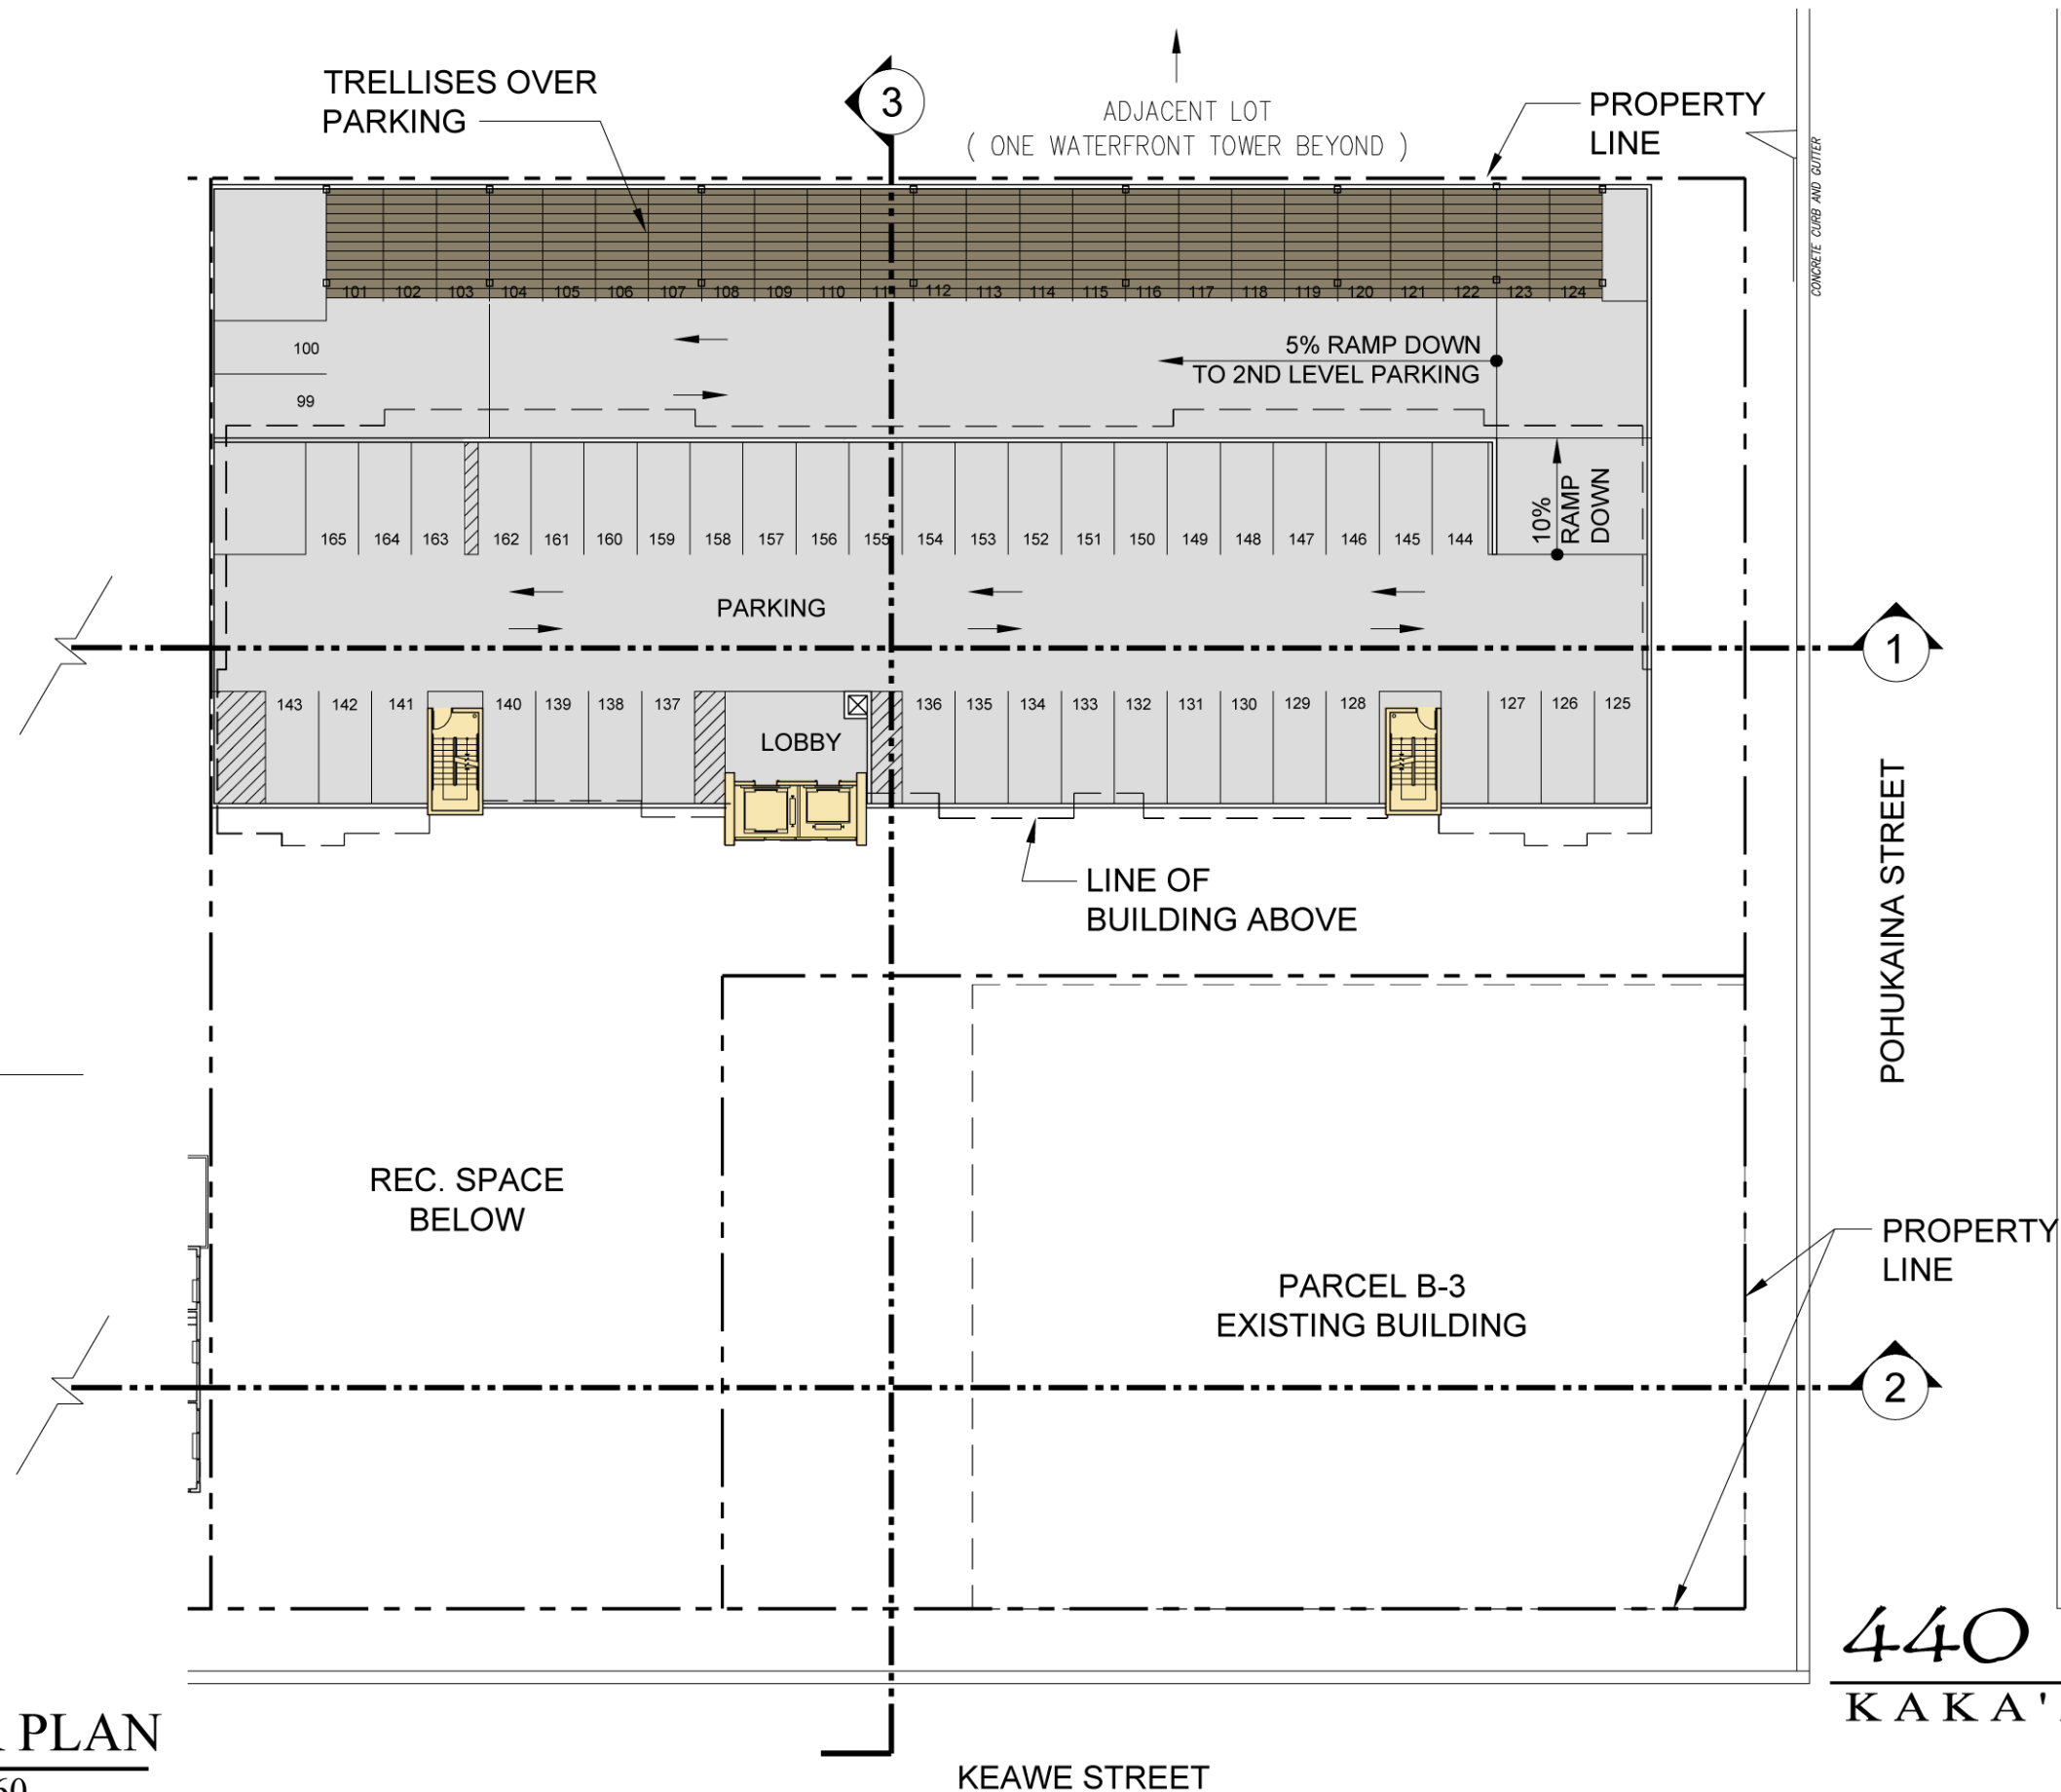 TRELLISES OVER
PARKING
3
ADJACENT LOT
( ONE WATERFRONT TOWER BEYOND )
PROPERTY
LINE
CONCRETE CURB AND GUTTER
101 102 103 104 105 106 107 108 109 110 111 112 113 114 115 116 117 118 119 120 121 122 123 124
100
5% RAMP DOWN
TO 2ND LEVEL PARKING
99
10%
RAMP
DOWN
165 164 163 162 161 160 159 158 157 156 155 154 153 152 151 150 149 148 147 146 145 144
PARKING
1
143 142 141 140 139 138 137 136 135 134 133 132 131 130 129 128 127 126 125
LOBBY
LINE OF
BUILDING ABOVE
POHUKAINA STREET
REC. SPACE
BELOW
PROPERTY
LINE
PARCEL B-3
EXISTING BUILDING
2
440
KAKA'
PLAN
60
KEAWE STREET